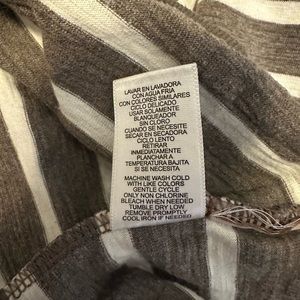 LAVAR EN LAVADORA
CON AGUA FRIA
CON COLORES SIMILARES
CICLO DELICADO
USAR SOLAMENTE
BLANQUEADOR
SIN CLORO
CUANDO SE NECESITE
SECAR EN SECADORA
CICLO LENTO
RETIRAR
INMEDIATAMENTE
PLANCHAR A
TEMPERATURA BAJITA
SI SE NECESITE
MACHINE WASH COLD
WITH LIKE COLORS
GENTLE CYCLE
ONLY NON CHLORINE
BLEACH WHEN NEEDED
TUMBLE DRY LOW
REMOVE PROMPTLY
COOL IRON IF NEEDED